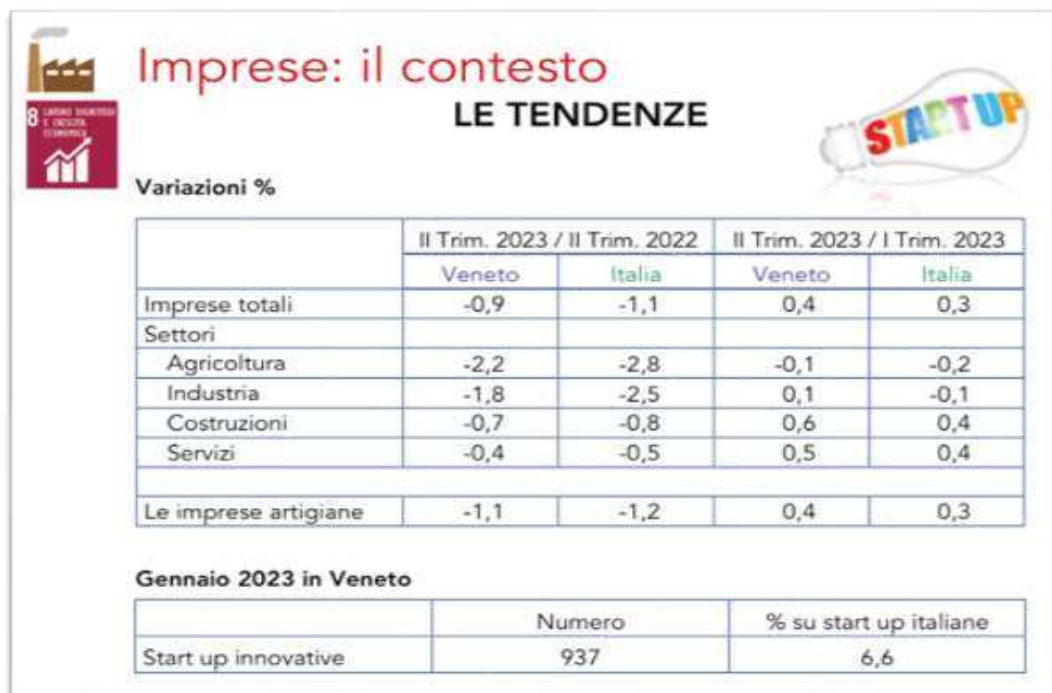 Imprese: il contesto
LE TENDENZE
START UP
8 LAVORO DIGNITOSO
E CRESCITA
ECONOMICA
Variazioni %
II Trim. 2023 / II Trim. 2022 II Trim. 2023 / I Trim. 2023
Veneto Italia Veneto Italia
Imprese totali -0,9 -1,1 0,4 0,3
Settori
Agricoltura -2,2 -2,8 -0,1 -0,2
Industria -1,8 -2,5 0,1 -0,1
Costruzioni -0,7 -0,8 0,6 0,4
Servizi -0,4 -0,5 0,5 0,4
Le imprese artigiane -1,1 -1,2 0,4 0,3
Gennaio 2023 in Veneto
Numero % su start up italiane
Start up innovative 937 6,6